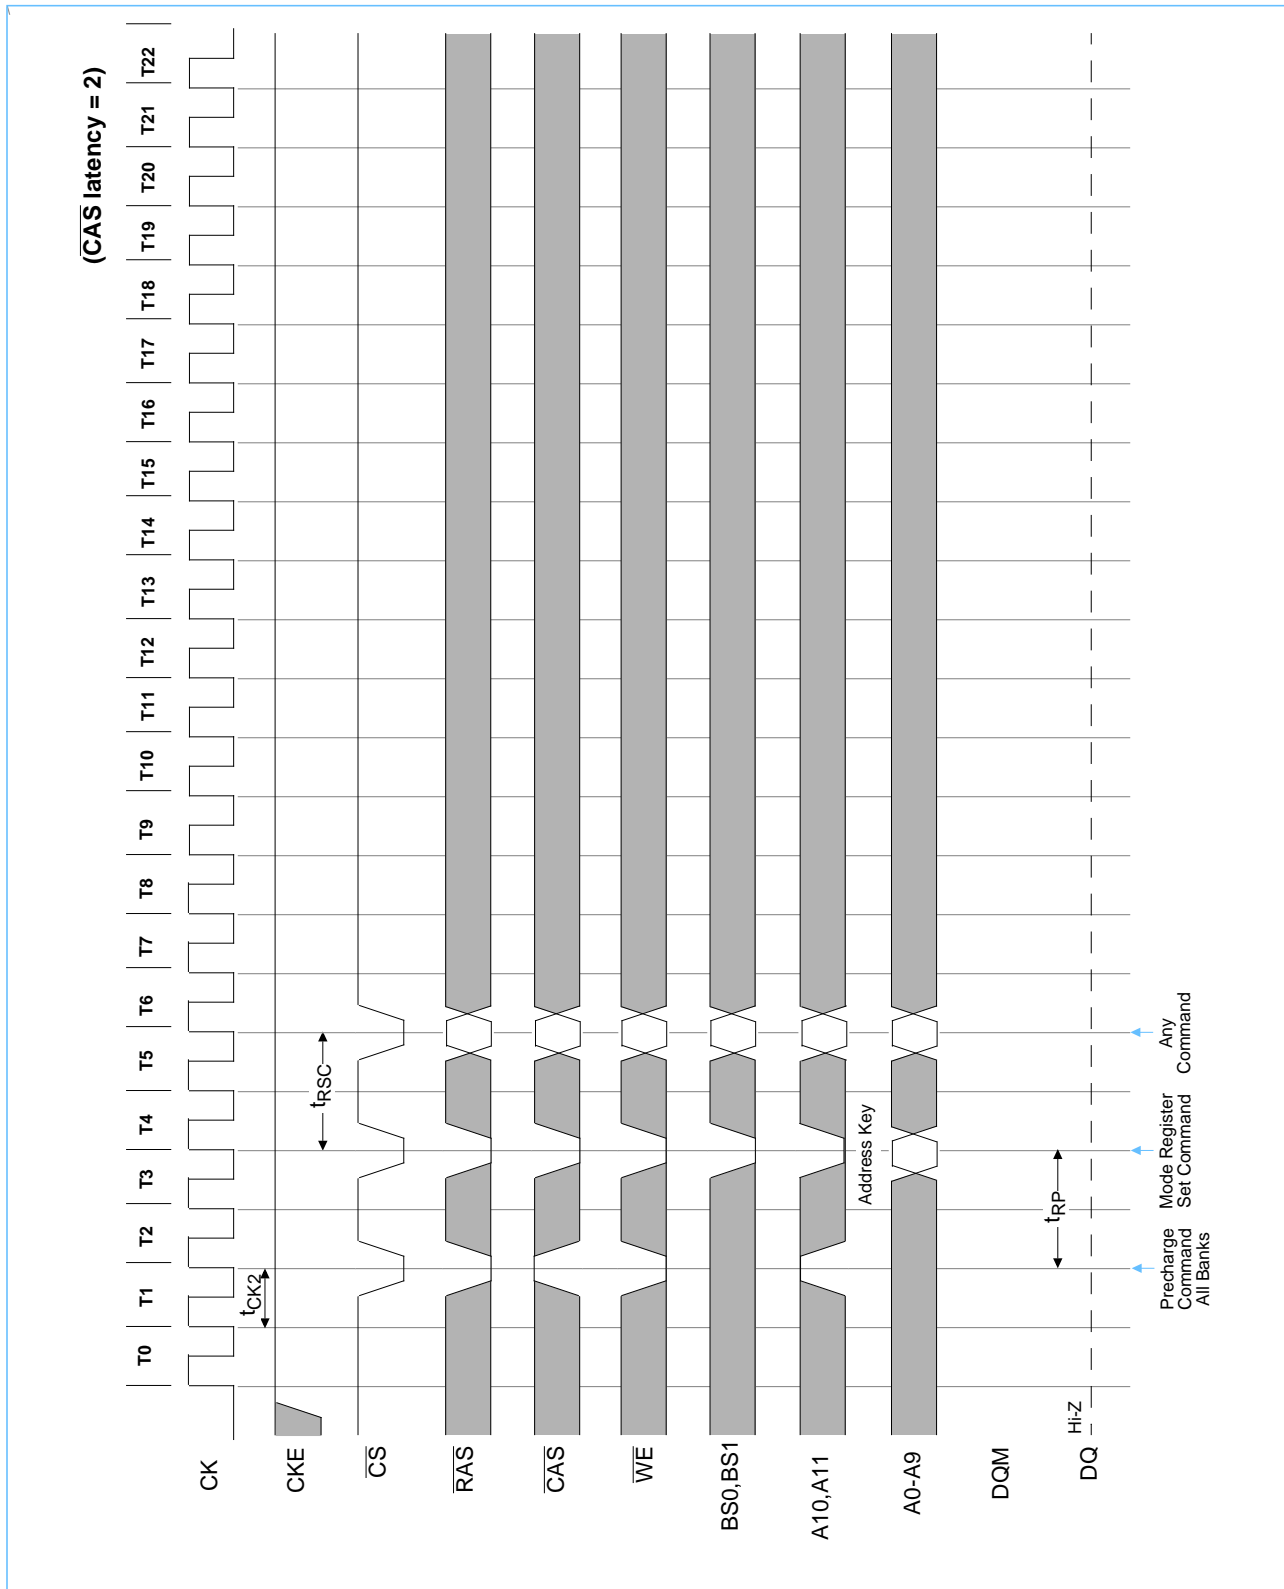 (CAS latency = 2)
T0 T1 T2 T3 T4 T5 T6 T7 T8 T9 T10 T11 T12 T13 T14 T15 T16 T17 T18 T19 T20 T21 T22
CK
tCK2
CKE
tRSC
CS
RAS
CAS
WE
BS0,BS1
A10,A11
Address Key
A0-A9
DQM
tRP
Hi-Z
DQ
Precharge
Command
All Banks
Mode Register
Set Command
Any
Command